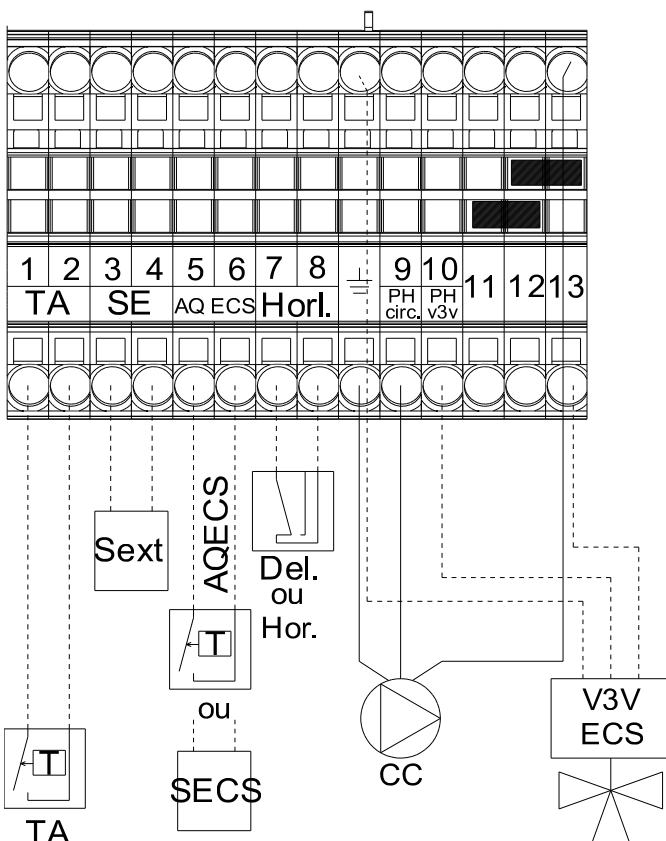 1 2 3 4 5 6 7 8 9 10 11 12 13
TA SE AQ ECS Horl. PH circ. PH v3v
Sext
AQECS
Del.
ou
Hor.
T
ou
SECS
T
TA
CC
V3V
ECS